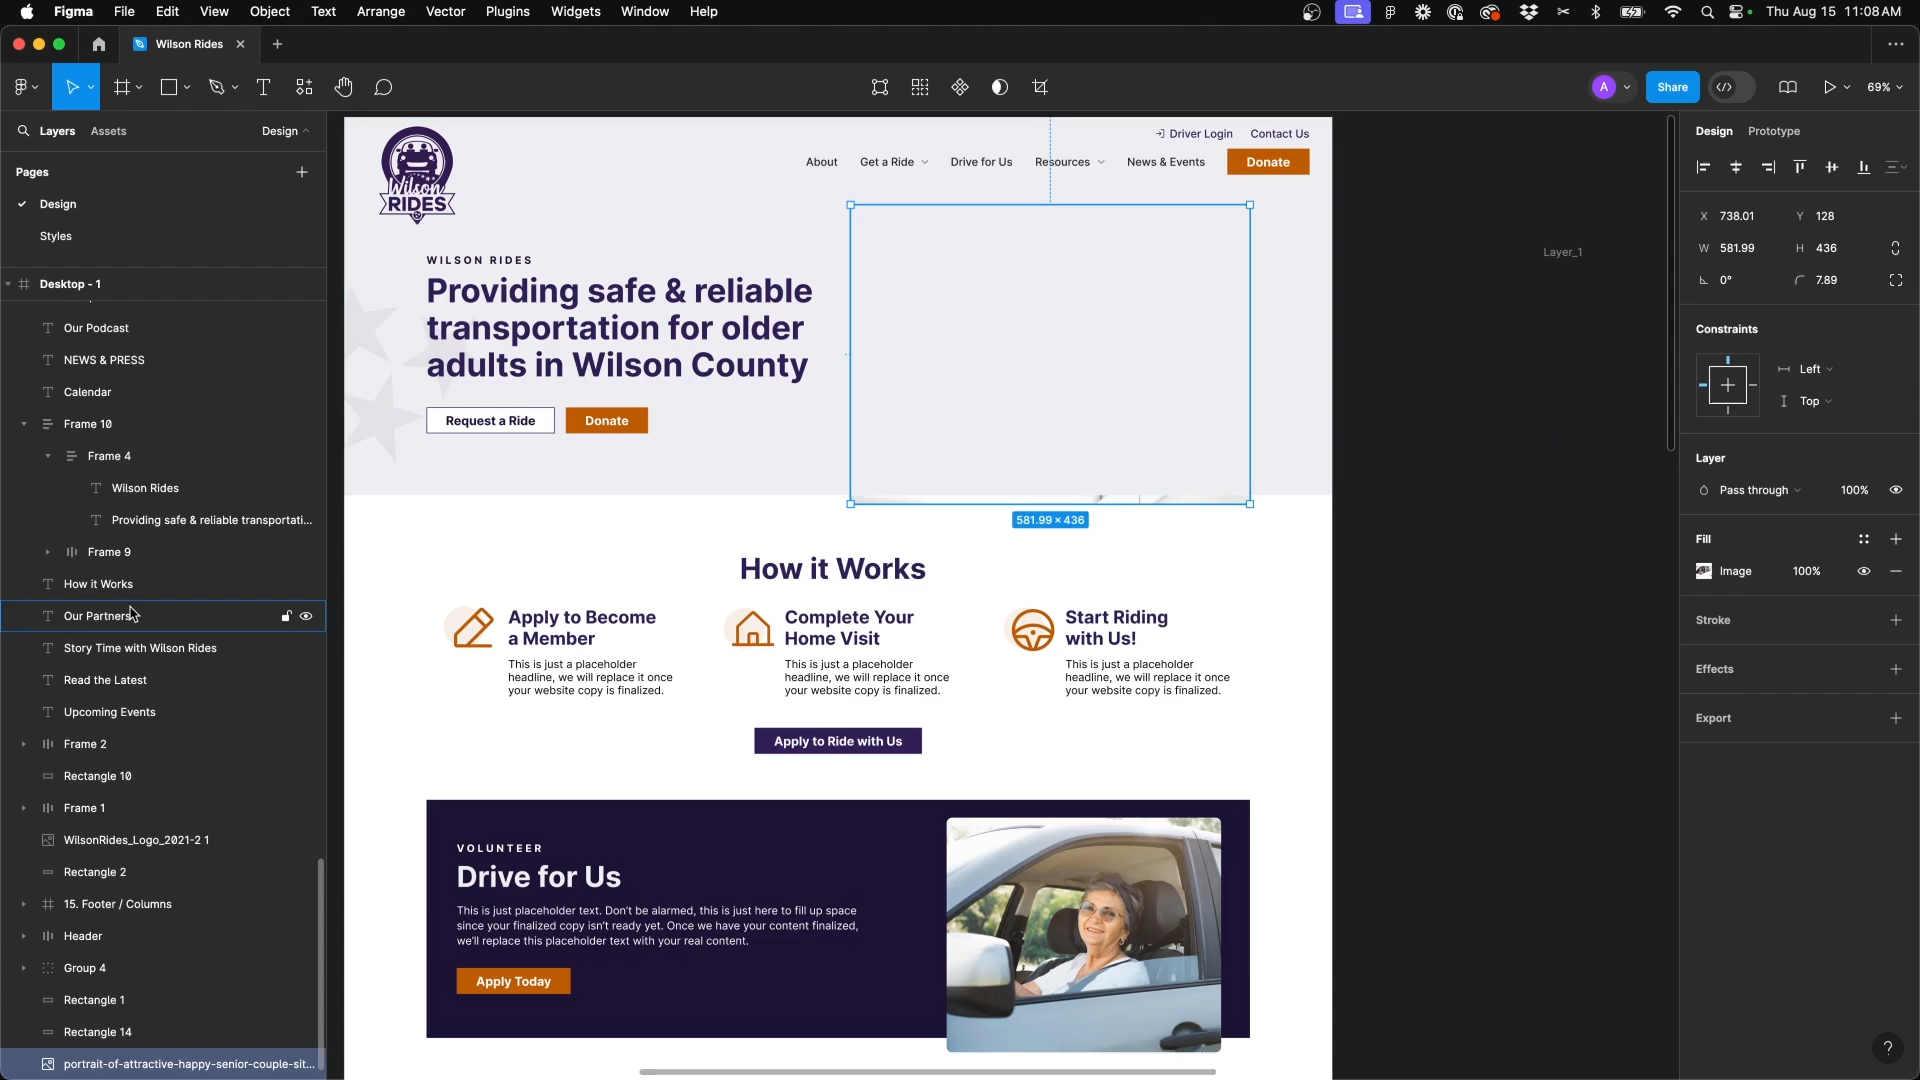 Figma File Edit View Object Text Arrange Vector Plugins Widgets Window Help
Thu Aug 15 11:08 AM
Wilson Rides
A
Share
69%
Layers Assets Design
Pages
Design
Styles
Desktop - 1
Our Podcast
NEWS & PRESS
Calendar
Frame 10
Frame 4
Wilson Rides
Providing safe & reliable transportati...
Frame 9
How it Works
Our Partners
Story Time with Wilson Rides
Read the Latest
Upcoming Events
Frame 2
Rectangle 10
Frame 1
WilsonRides_Logo_2021-2 1
Rectangle 2
15. Footer / Columns
Header
Group 4
Rectangle 1
Rectangle 14
portrait-of-attractive-happy-senior-couple-sit...
Wilson
RIDES
Driver Login Contact Us
About Get a Ride Drive for Us Resources News & Events Donate
WILSON RIDES
Providing safe & reliable
transportation for older
adults in Wilson County
Request a Ride Donate
581.99 × 436
Layer_1
How it Works
Apply to Become
a Member
This is just a placeholder
headline, we will replace it once
your website copy is finalized.
Complete Your
Home Visit
This is just a placeholder
headline, we will replace it once
your website copy is finalized.
Start Riding
with Us!
This is just a placeholder
headline, we will replace it once
your website copy is finalized.
Apply to Ride with Us
VOLUNTEER
Drive for Us
This is just placeholder text. Don't be alarmed, this is just here to fill up space
since your finalized copy isn't ready yet. Once we have your content finalized,
we'll replace this placeholder text with your real content.
Apply Today
Design Prototype
X 738.01 Y 128
W 581.99 H 436
0° 7.89
Constraints
Left
Top
Layer
Pass through 100%
Fill
Image 100%
Stroke
Effects
Export
?